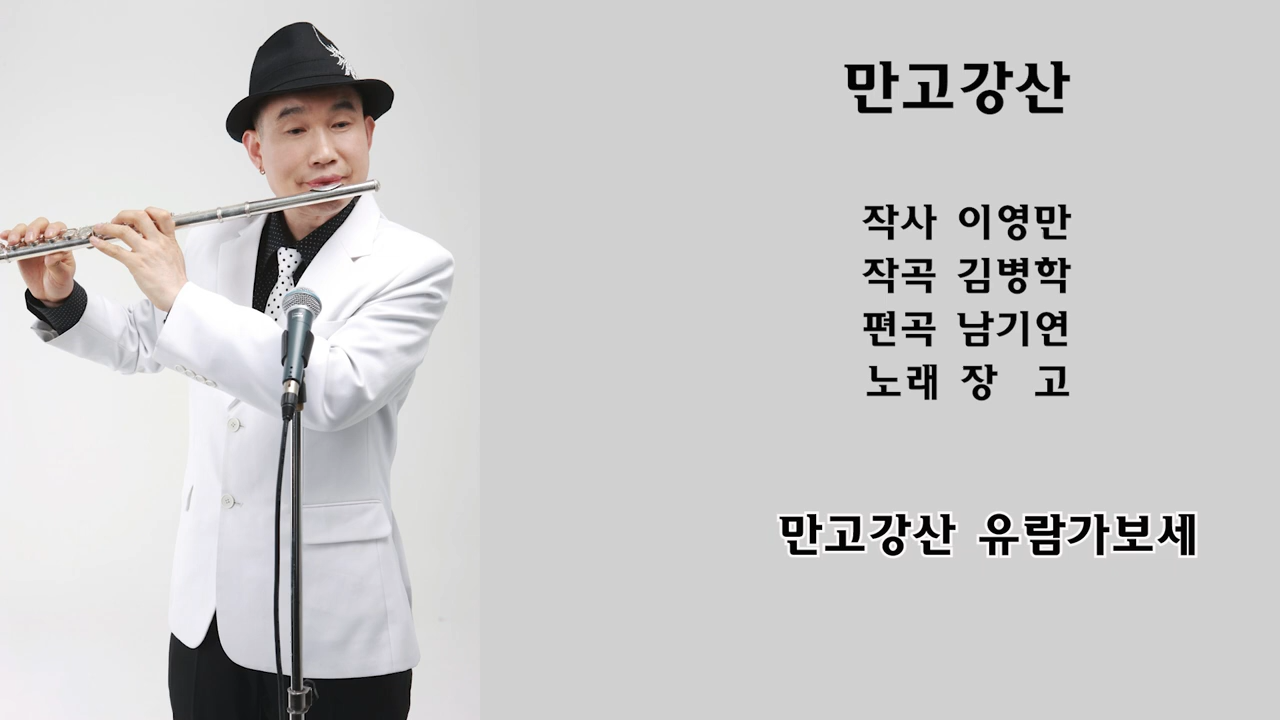 만고강산
작사 이영만
작곡 김병학
편곡 남기연
노래 장 고
만고강산 유람가보세